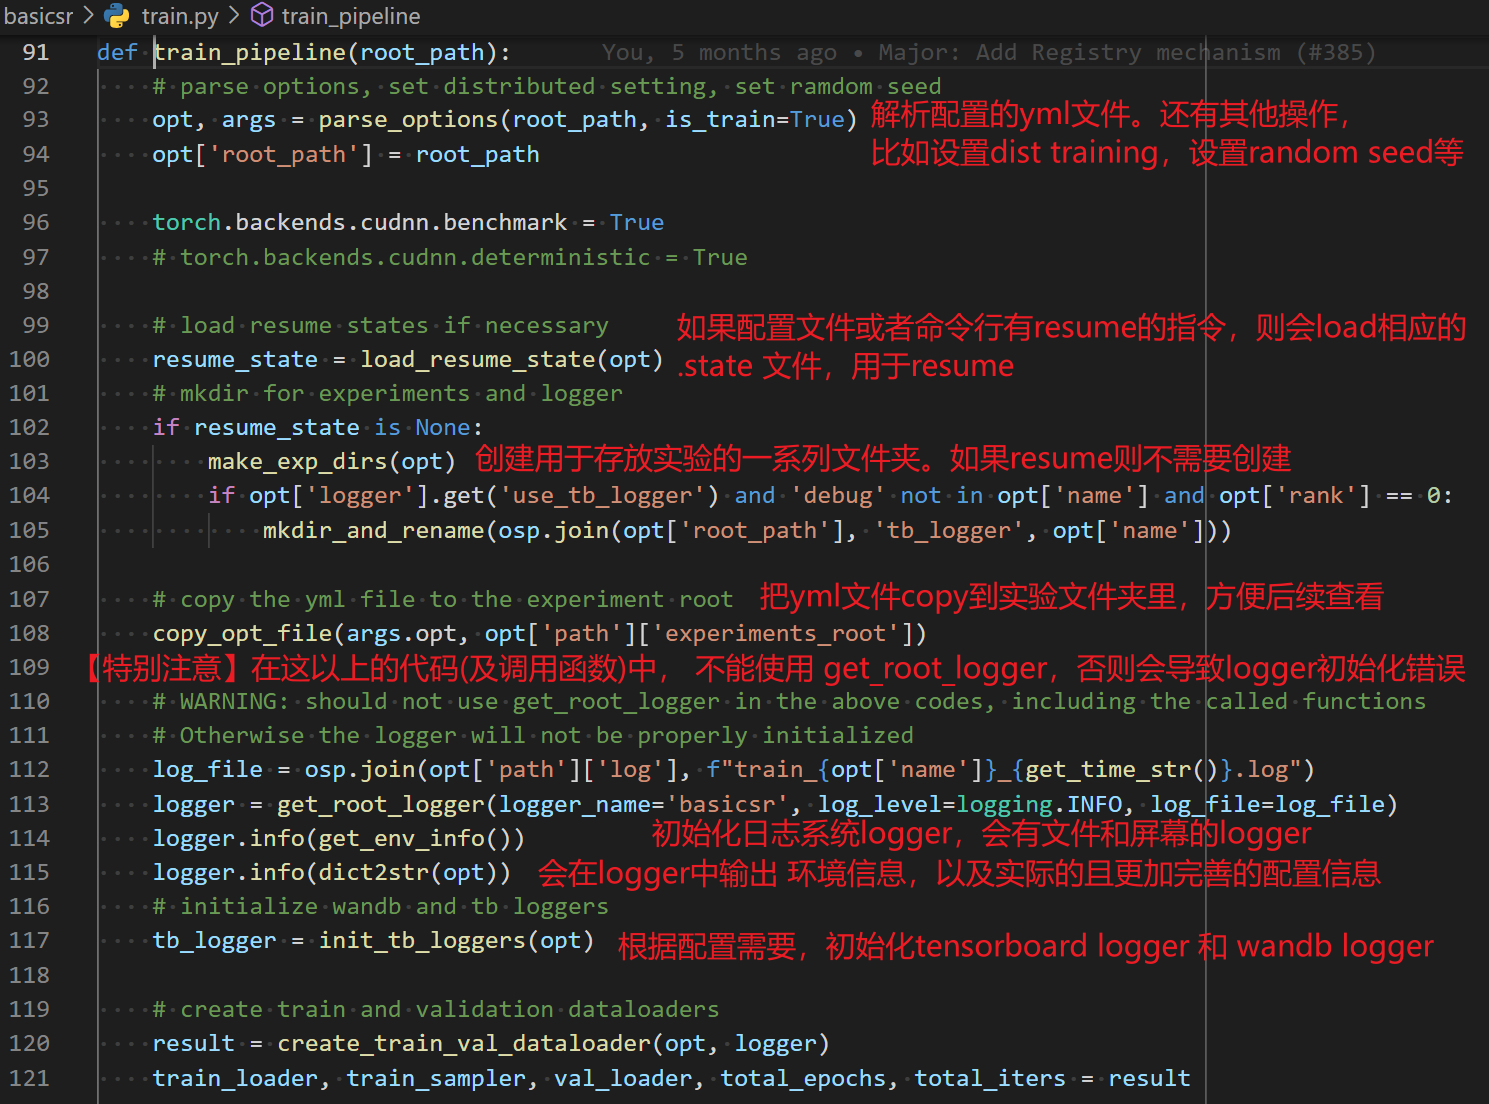 basicsr > train.py > train_pipeline
91 def train_pipeline(root_path): You, 5 months ago • Major: Add Registry mechanism (#385)
92 # parse options, set distributed setting, set ramdom seed
93 opt, args = parse_options(root_path, is_train=True) 解析配置的yml文件。还有其他操作，
94 opt['root_path'] = root_path 比如设置dist training，设置random seed等
95
96 torch.backends.cudnn.benchmark = True
97 # torch.backends.cudnn.deterministic = True
98
99 # load resume states if necessary 如果配置文件或者命令行有resume的指令，则会load相应的
100 resume_state = load_resume_state(opt) .state 文件，用于resume
101 # mkdir for experiments and logger
102 if resume_state is None:
103 make_exp_dirs(opt) 创建用于存放实验的一系列文件夹。如果resume则不需要创建
104 if opt['logger'].get('use_tb_logger') and 'debug' not in opt['name'] and opt['rank'] == 0:
105 mkdir_and_rename(osp.join(opt['root_path'], 'tb_logger', opt['name']))
106
107 # copy the yml file to the experiment root 把yml文件copy到实验文件夹里，方便后续查看
108 copy_opt_file(args.opt, opt['path']['experiments_root'])
109 【特别注意】在这以上的代码(及调用函数)中， 不能使用 get_root_logger，否则会导致logger初始化错误
110 # WARNING: should not use get_root_logger in the above codes, including the called functions
111 # Otherwise the logger will not be properly initialized
112 log_file = osp.join(opt['path']['log'], f"train_{opt['name']}_{get_time_str()}.log")
113 logger = get_root_logger(logger_name='basicsr', log_level=logging.INFO, log_file=log_file)
114 logger.info(get_env_info()) 初始化日志系统logger，会有文件和屏幕的logger
115 logger.info(dict2str(opt)) 会在logger中输出 环境信息，以及实际的且更加完善的配置信息
116 # initialize wandb and tb loggers
117 tb_logger = init_tb_loggers(opt) 根据配置需要，初始化tensorboard logger 和 wandb logger
118
119 # create train and validation dataloaders
120 result = create_train_val_dataloader(opt, logger)
121 train_loader, train_sampler, val_loader, total_epochs, total_iters = result